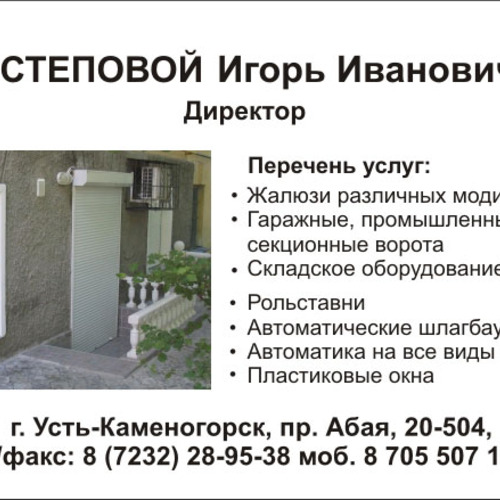 СТЕПОВОЙ Игорь Иванович
Директор
Перечень услуг:
• Жалюзи различных моди
• Гаражные, промышленны
секционные ворота
• Складское оборудование
• Рольставни
• Автоматические шлагбау
• Автоматика на все виды
• Пластиковые окна
г. Усть-Каменогорск, пр. Абая, 20-504,
/факс: 8 (7232) 28-95-38 моб. 8 705 507 1